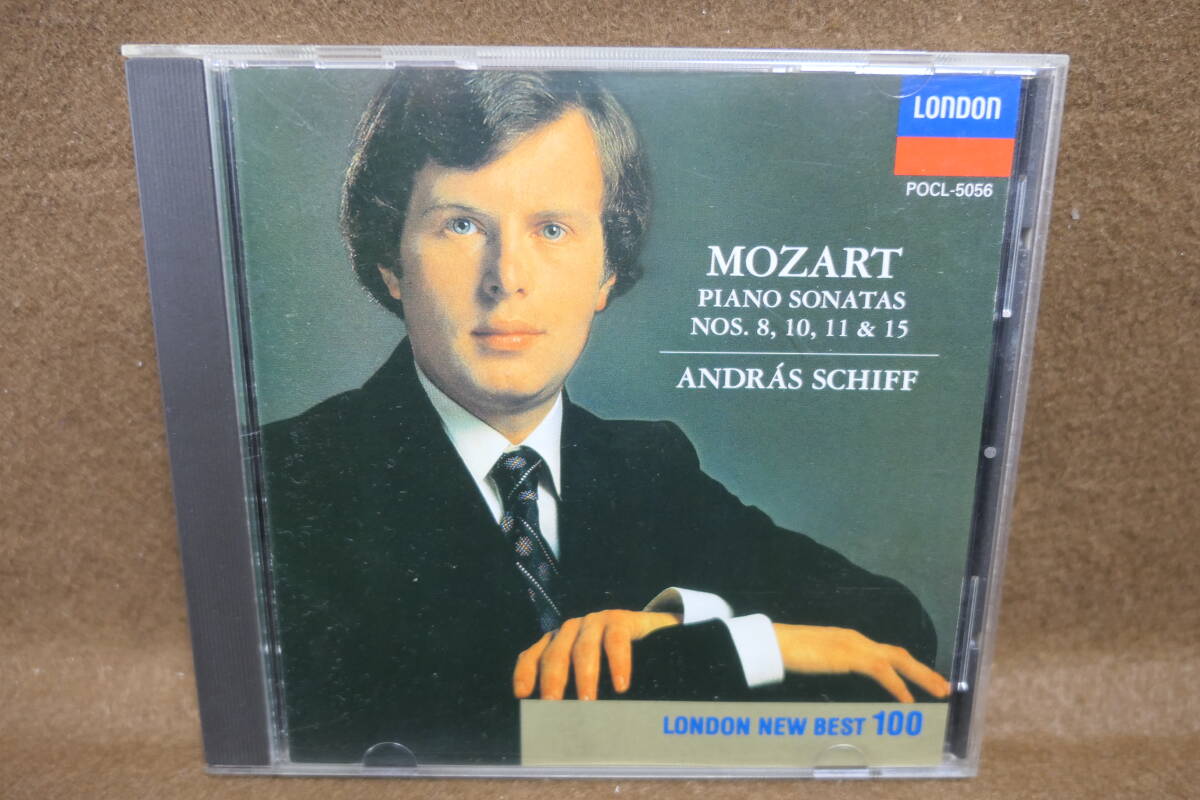 LONDON
POCL-5056
MOZART
PIANO SONATAS
NOS. 8, 10, 11 & 15
ANDRÁS SCHIFF
LONDON NEW BEST 100